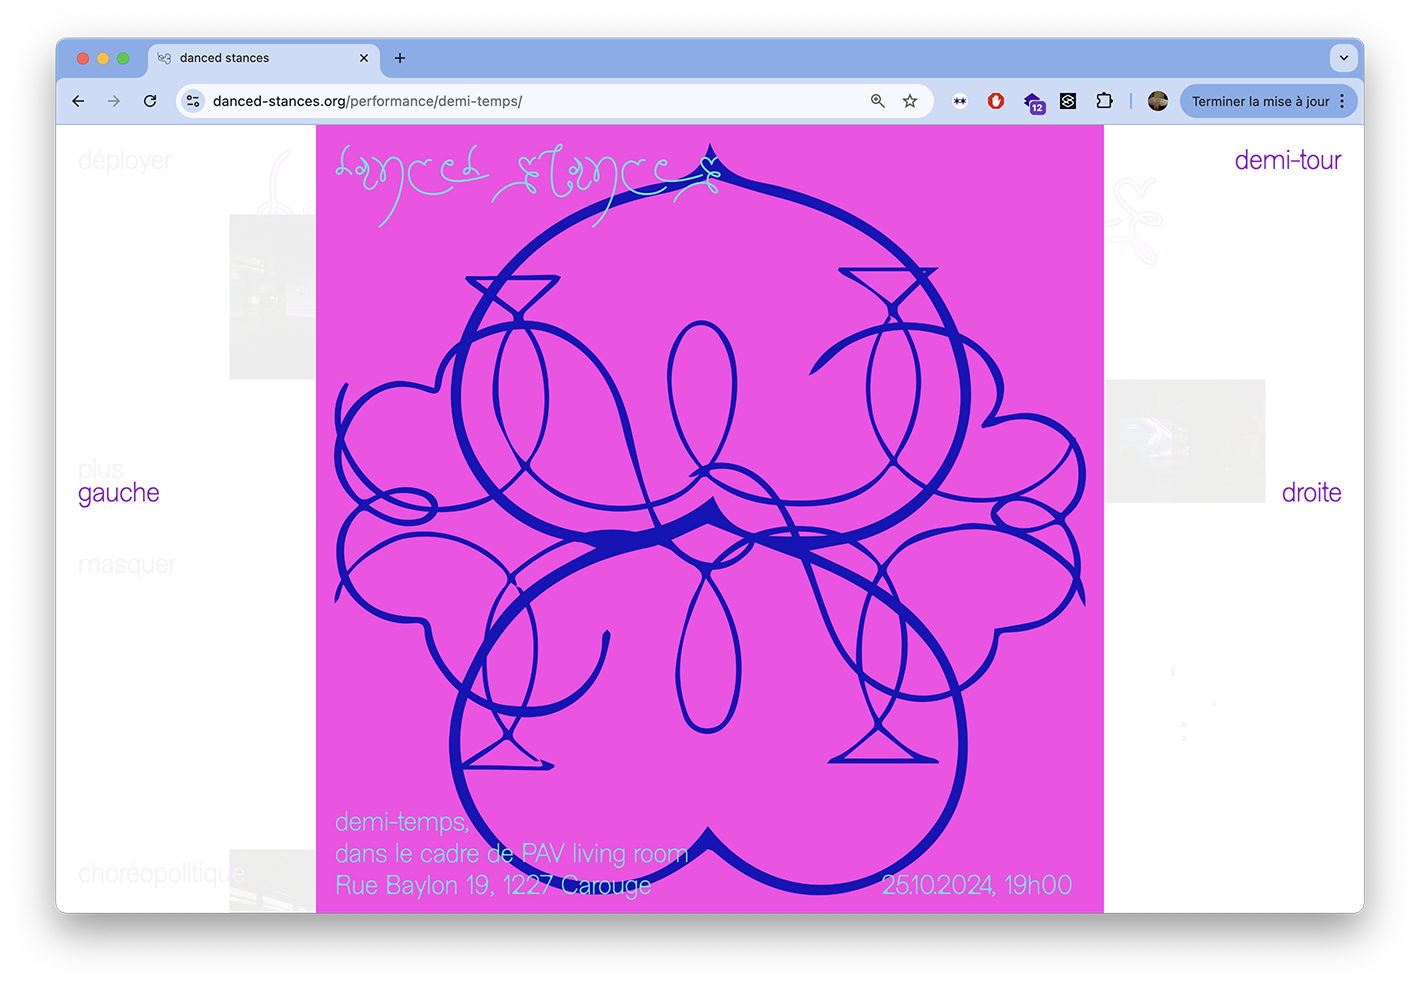 danced stances
danced-stances.org/performance/demi-temps/
12
Terminer la mise à jour
déployer
danced stances
demi-tour
plus
gauche
droite
masquer
demi-temps,
dans le cadre de PAV living room
choréopolitique
Rue Baylon 19, 1227 Carouge
25.10.2024, 19h00